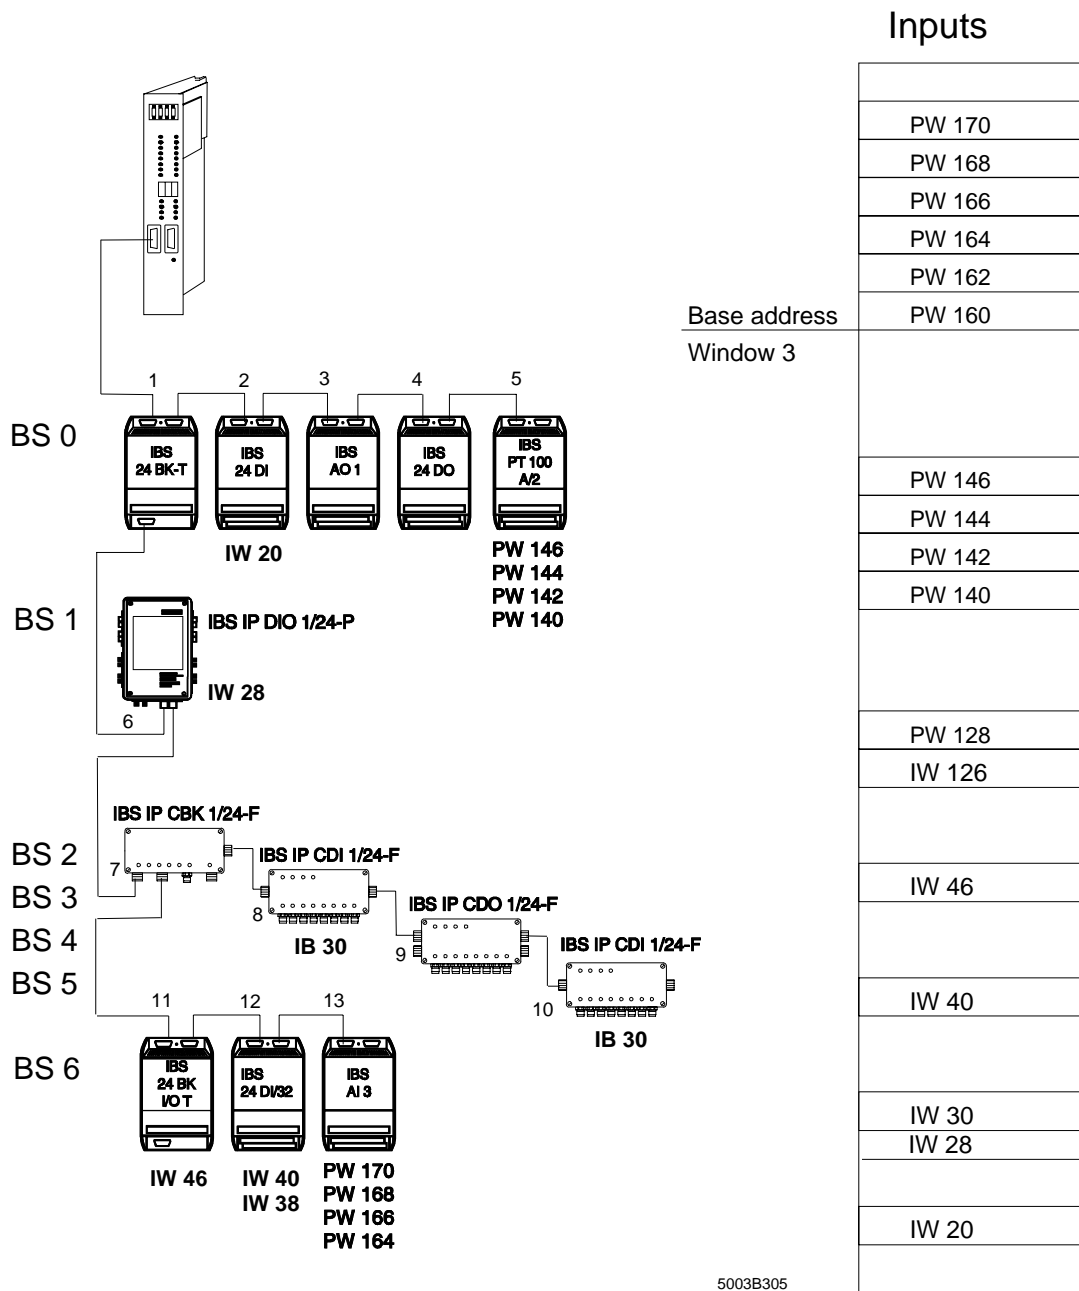 Inputs
PW 170
PW 168
PW 166
PW 164
PW 162
Base address PW 160
Window 3
1 2 3 4 5
BS 0
IBS
24 BK-T
IBS
24 DI
IBS
AO 1
IBS
24 DO
IBS
PT 100
A/2
IW 20
PW 146
PW 144
PW 142
PW 140
PW 146
PW 144
PW 142
PW 140
BS 1
IBS IP DIO 1/24-P
IW 28
6
PW 128
IW 126
IBS IP CBK 1/24-F
BS 2
7
IBS IP CDI 1/24-F
8
IB 30
BS 3
IBS IP CDO 1/24-F
9
BS 4
IBS IP CDI 1/24-F
10
IB 30
BS 5
IW 46
IW 40
11 12 13
BS 6
IBS
24 BK
I/O T
IBS
24 DI/32
IBS
AI 3
IW 46
IW 40
IW 38
PW 170
PW 168
PW 166
PW 164
IW 30
IW 28
IW 20
5003B305